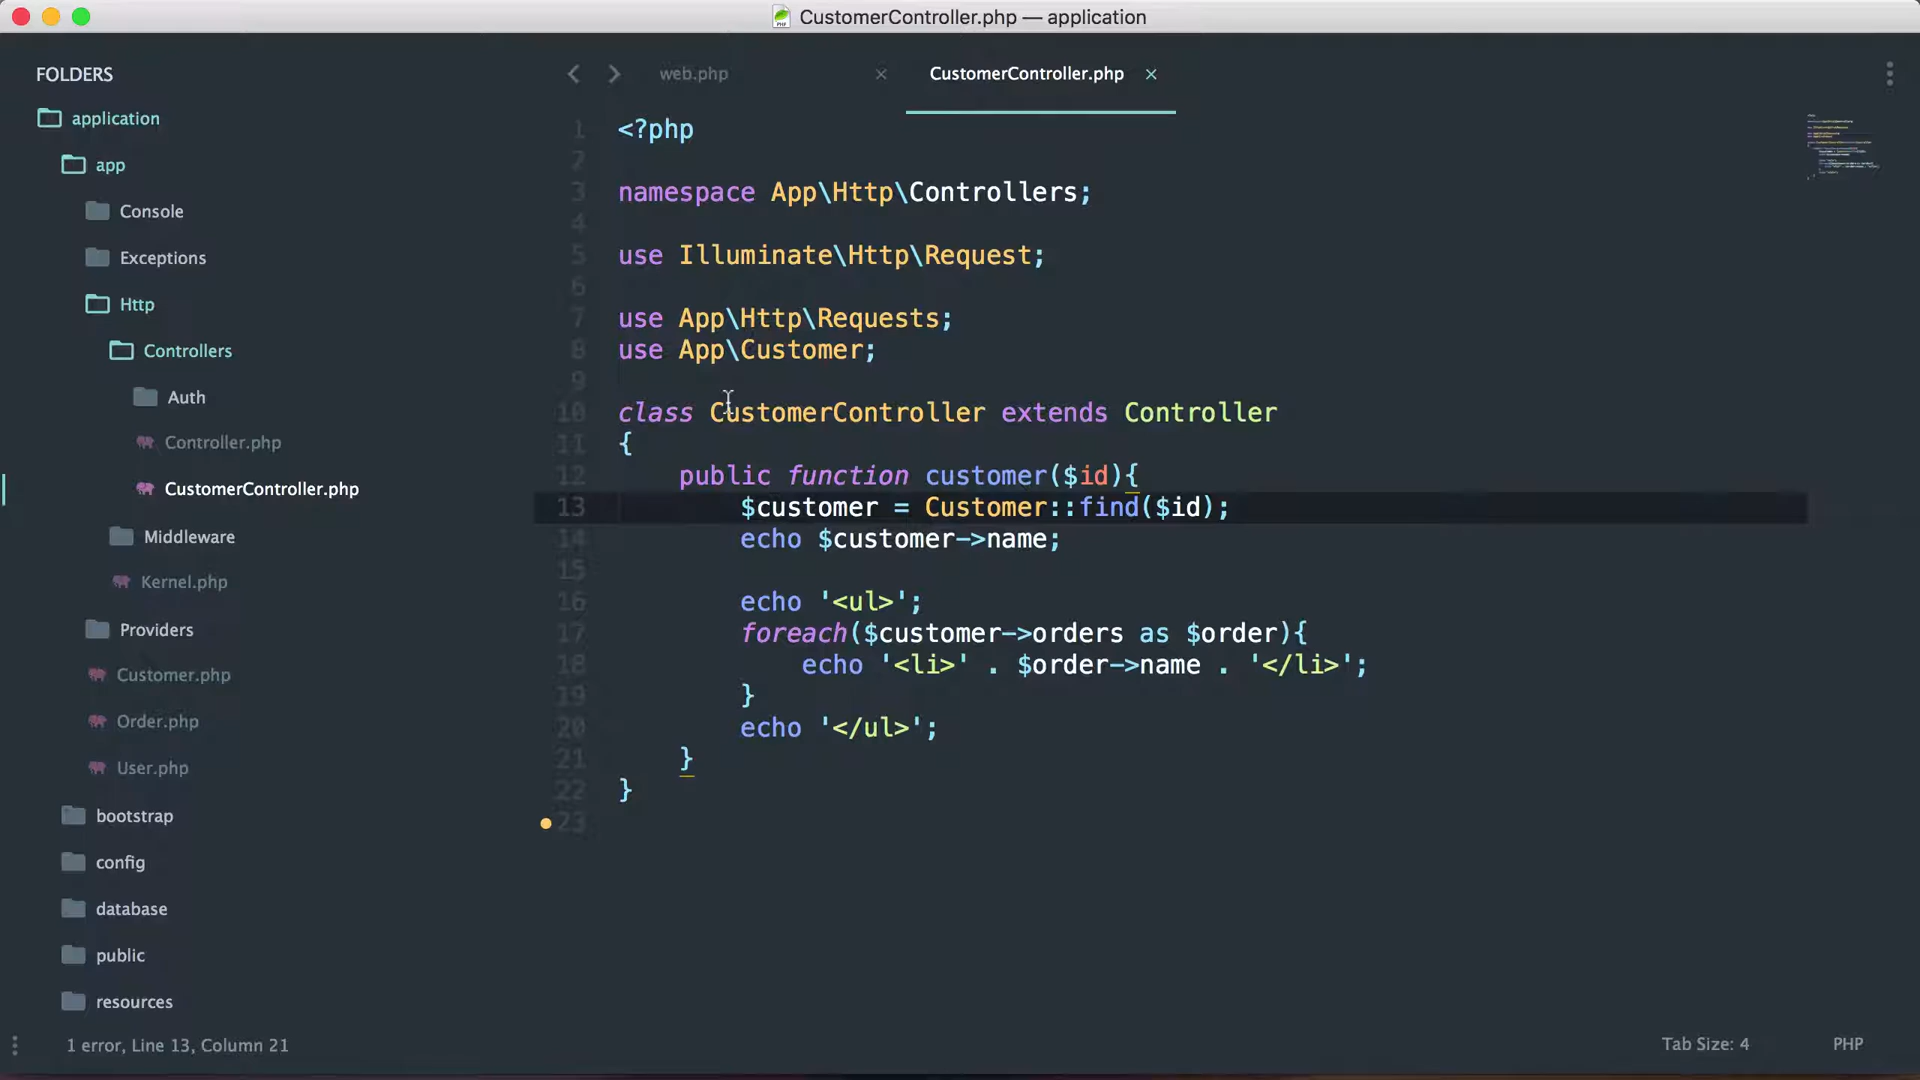 CustomerController.php — application
FOLDERS
application
app
Console
Exceptions
Http
Controllers
Auth
Controller.php
CustomerController.php
Middleware
Kernel.php
Providers
Customer.php
Order.php
User.php
bootstrap
config
database
public
resources
web.php
CustomerController.php
1 <?php
2
3 namespace App\Http\Controllers;
4
5 use Illuminate\Http\Request;
6
7 use App\Http\Requests;
8 use App\Customer;
9
10 class CustomerController extends Controller
11 {
12 public function customer($id){
13 $customer = Customer::find($id);
14 echo $customer->name;
15
16 echo '<ul>';
17 foreach($customer->orders as $order){
18 echo '<li>' . $order->name . '</li>';
19 }
20 echo '</ul>';
21 }
22 }
23
1 error, Line 13, Column 21
Tab Size: 4
PHP